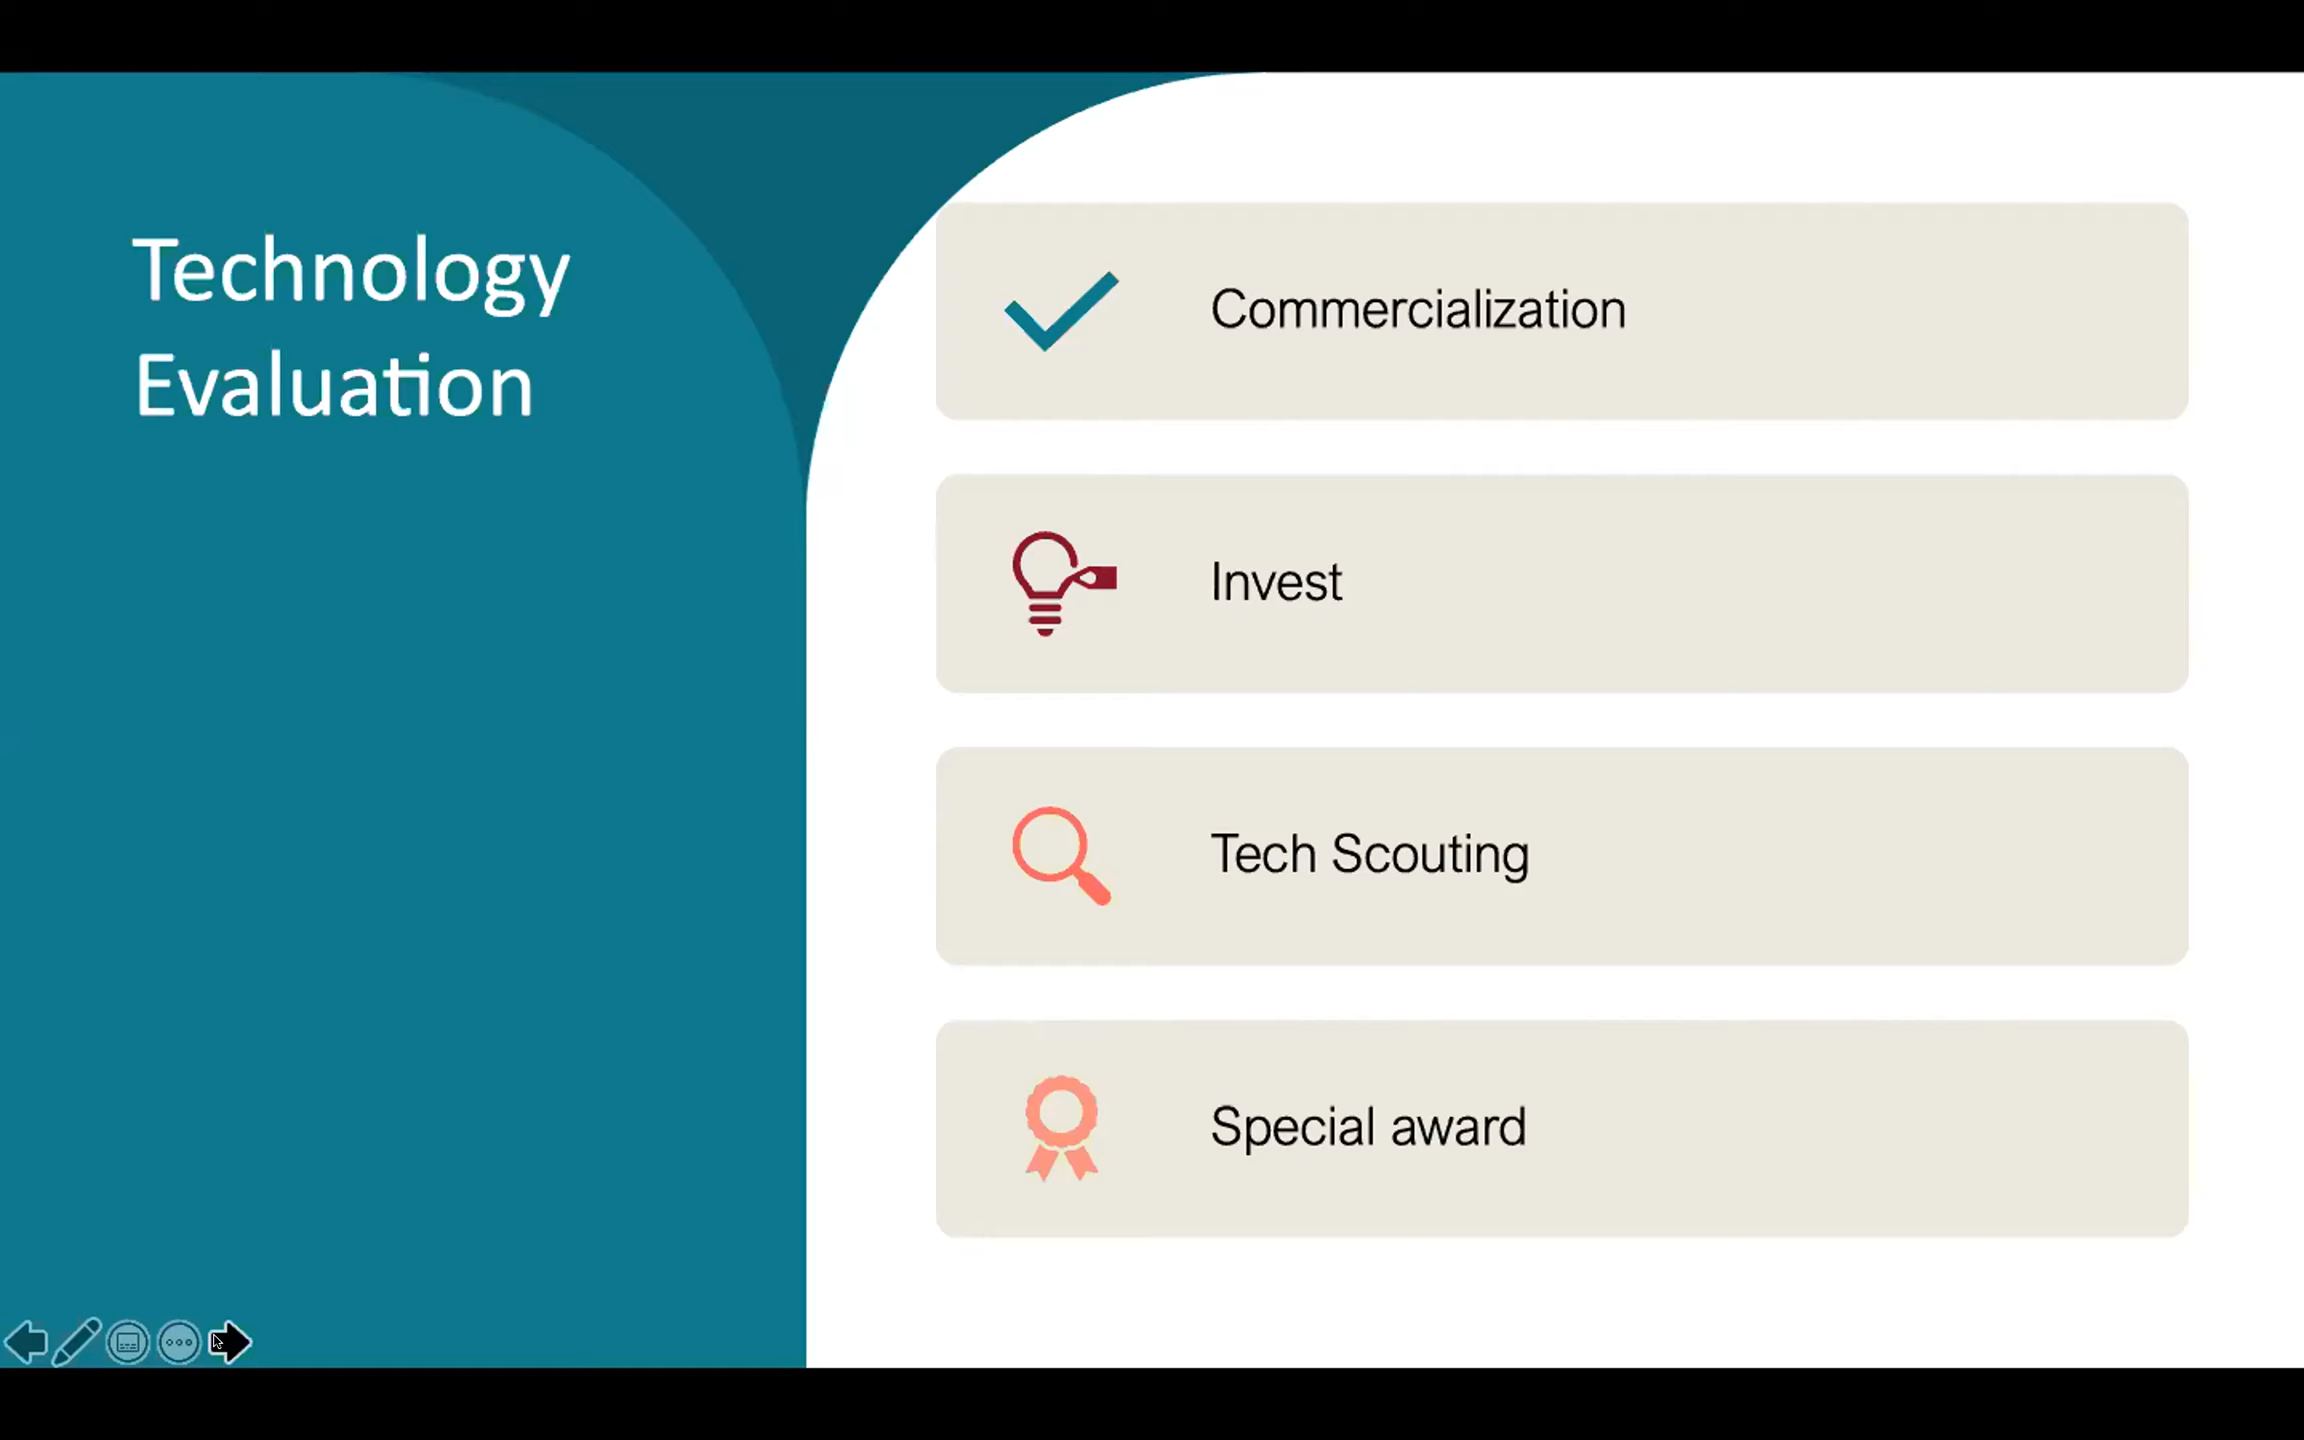 Technology
Evaluation
Commercialization
Invest
Tech Scouting
Special award